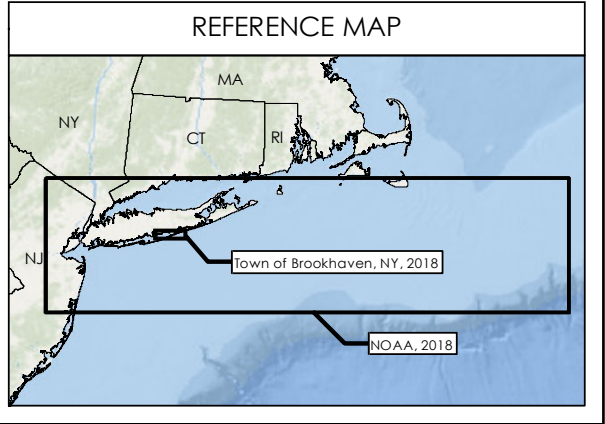 REFERENCE MAP
MA
NY
CT
RI
NJ
Town of Brookhaven, NY, 2018
NOAA, 2018